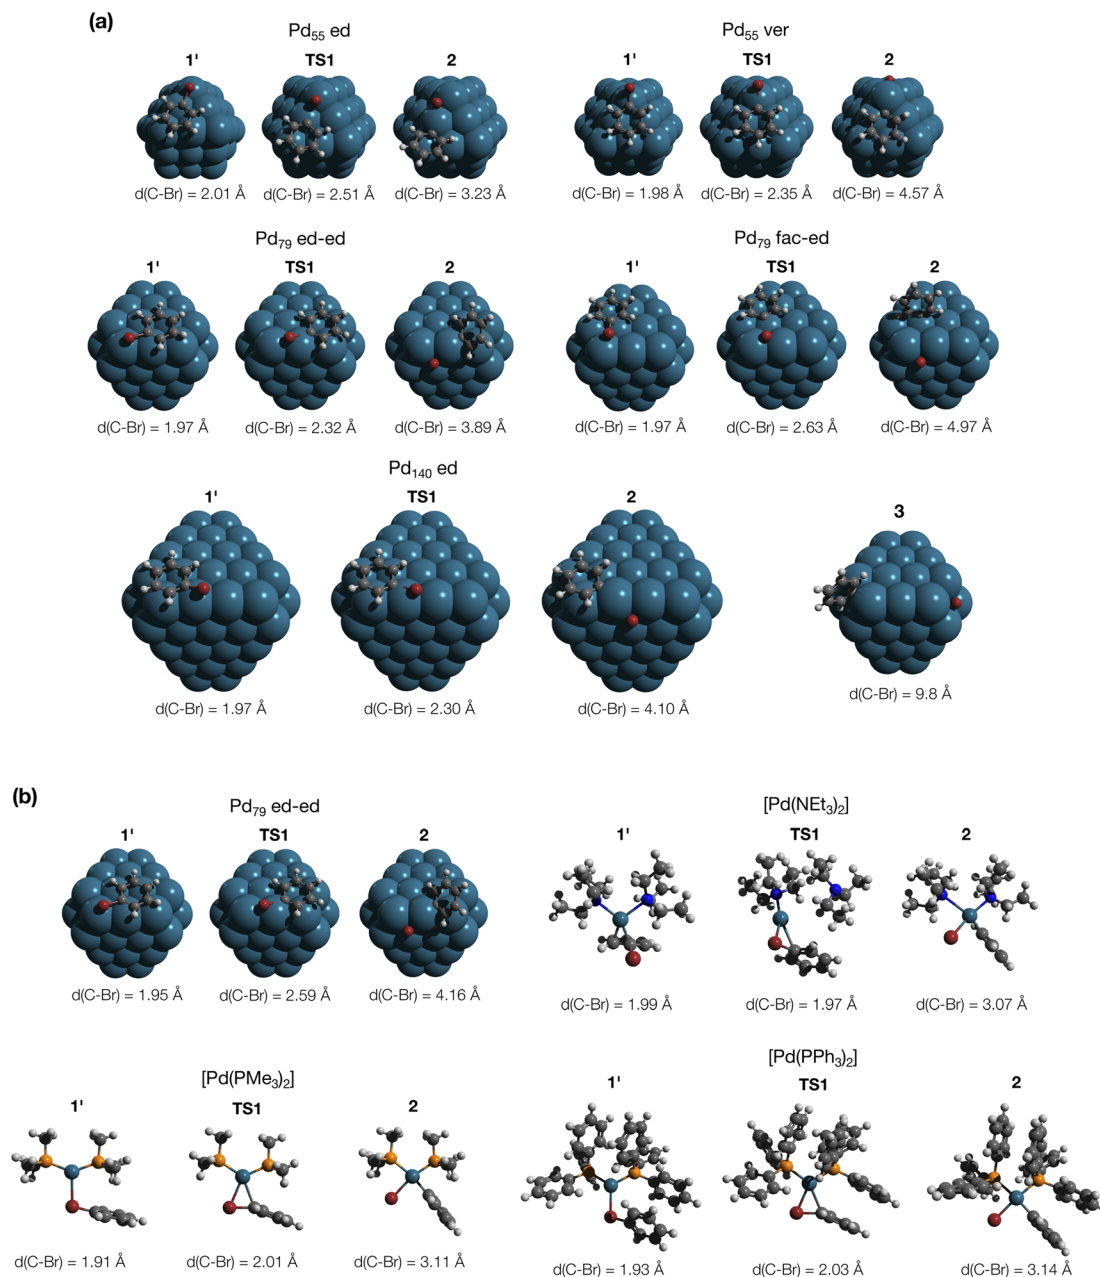 (a)
Pd55 ed
Pd55 ver
1' TS1 2
1' TS1 2
d(C-Br) = 2.01 Å d(C-Br) = 2.51 Å d(C-Br) = 3.23 Å
d(C-Br) = 1.98 Å d(C-Br) = 2.35 Å d(C-Br) = 4.57 Å
Pd79 ed-ed
Pd79 fac-ed
1' TS1 2
1' TS1 2
d(C-Br) = 1.97 Å d(C-Br) = 2.32 Å d(C-Br) = 3.89 Å
d(C-Br) = 1.97 Å d(C-Br) = 2.63 Å d(C-Br) = 4.97 Å
Pd140 ed
1' TS1 2
3
d(C-Br) = 1.97 Å d(C-Br) = 2.30 Å d(C-Br) = 4.10 Å
d(C-Br) = 9.8 Å
(b)
Pd79 ed-ed
[Pd(NEt3)2]
1' TS1 2
1' TS1 2
d(C-Br) = 1.95 Å d(C-Br) = 2.59 Å d(C-Br) = 4.16 Å
d(C-Br) = 1.99 Å d(C-Br) = 1.97 Å d(C-Br) = 3.07 Å
[Pd(PMe3)2]
[Pd(PPh3)2]
1' TS1 2
1' TS1 2
d(C-Br) = 1.91 Å d(C-Br) = 2.01 Å d(C-Br) = 3.11 Å
d(C-Br) = 1.93 Å d(C-Br) = 2.03 Å d(C-Br) = 3.14 Å